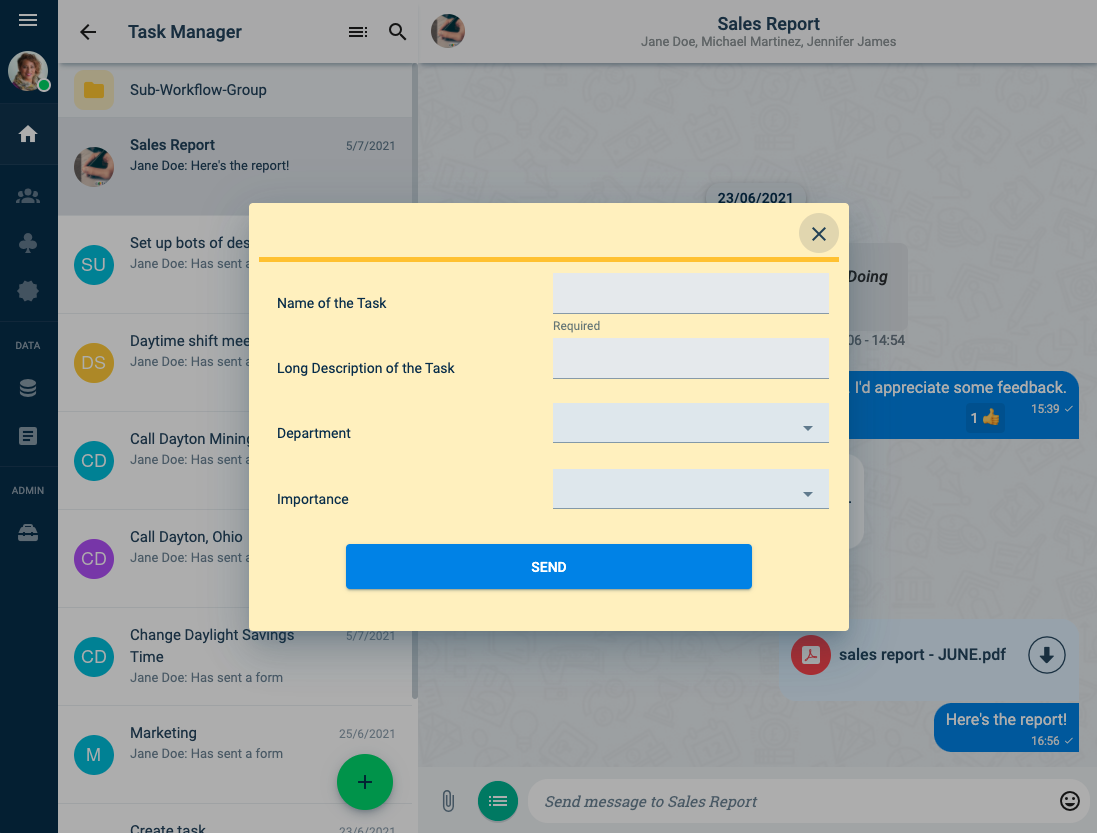 Task Manager
Sales Report
Jane Doe, Michael Martinez, Jennifer James
DATA
ADMIN
Sub-Workflow-Group
Sales Report
5/7/2021
Jane Doe: Here's the report!
SU
Set up bots of des
Jane Doe: Has sent a
DS
Daytime shift mee
Jane Doe: Has sent a
CD
Call Dayton Mining
Jane Doe: Has sent a
CD
Call Dayton, Ohio
Jane Doe: Has sent a
CD
Change Daylight Savings
Time
5/7/2021
Jane Doe: Has sent a form
M
Marketing
25/6/2021
Jane Doe: Has sent a form
Create task
23/6/2021
Name of the Task
Required
Long Description of the Task
Department
Importance
SEND
23/06/2021
Doing
06 - 14:54
. I'd appreciate some feedback.
1 👍
15:39
sales report - JUNE.pdf
Here's the report!
16:56
Send message to Sales Report